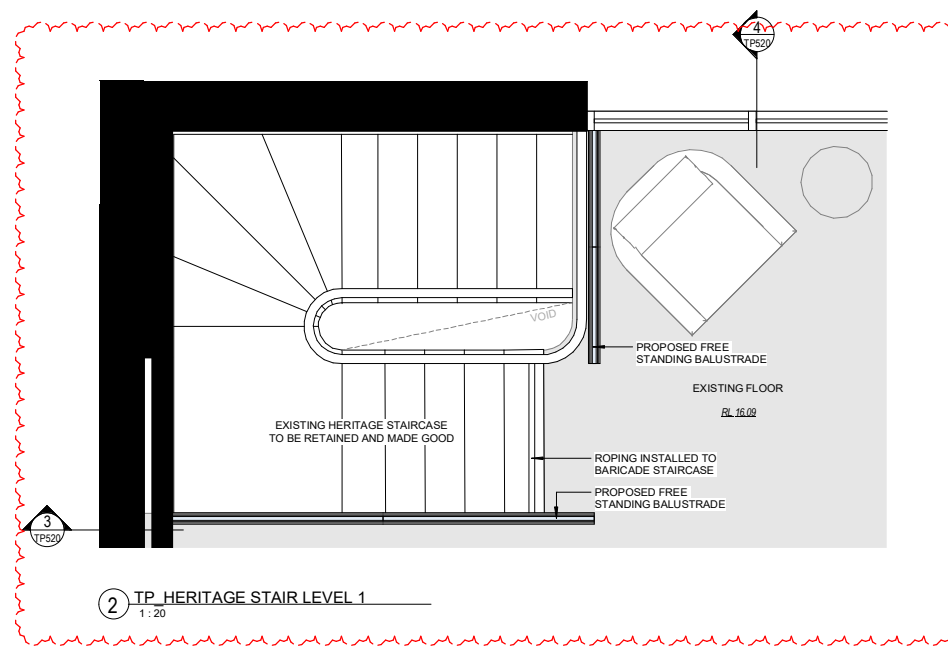 4
TP520
VOID
PROPOSED FREE
STANDING BALUSTRADE
EXISTING FLOOR
RL 16.09
EXISTING HERITAGE STAIRCASE
TO BE RETAINED AND MADE GOOD
ROPING INSTALLED TO
BARICADE STAIRCASE
PROPOSED FREE
STANDING BALUSTRADE
3
TP520
2
TP_HERITAGE STAIR LEVEL 1
1 : 20